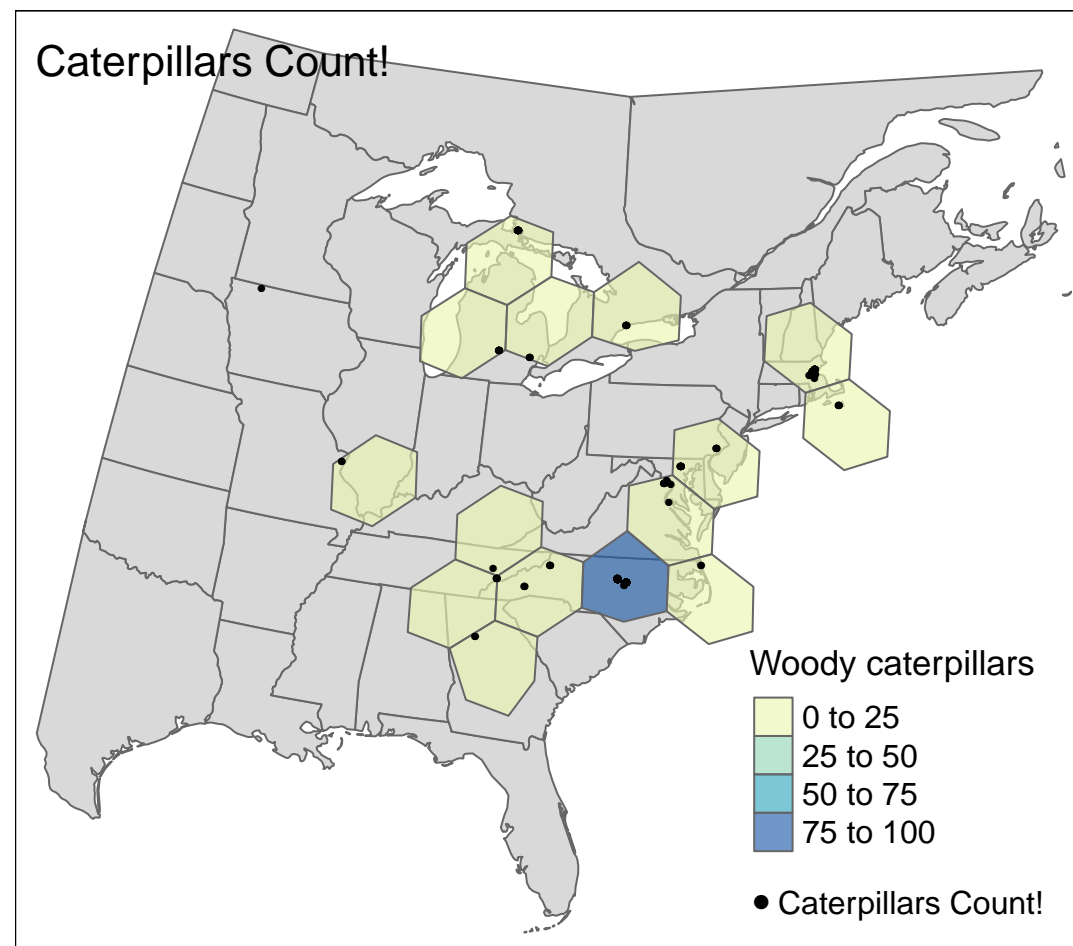 Caterpillars Count!
Woody caterpillars
0 to 25
25 to 50
50 to 75
75 to 100
Caterpillars Count!